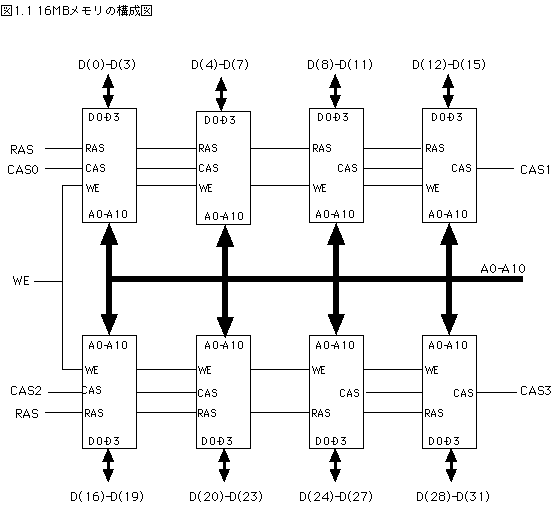 図1.1 16MBメモリの構成図
D(0)-D(3) D(4)-D(7) D(8)-D(11) D(12)-D(15)
D0-D3 D0-D3 D0-D3 D0-D3
RAS RAS RAS RAS RAS
CAS0 CAS CAS CAS CAS CAS1
WE WE WE WE
A0-A10 A0-A10 A0-A10 A0-A10
A0-A10
WE
A0-A10 A0-A10 A0-A10 A0-A10
WE WE WE WE
CAS2 CAS CAS CAS CAS CAS3
RAS RAS RAS RAS RAS
D0-D3 D0-D3 D0-D3 D0-D3
D(16)-D(19) D(20)-D(23) D(24)-D(27) D(28)-D(31)